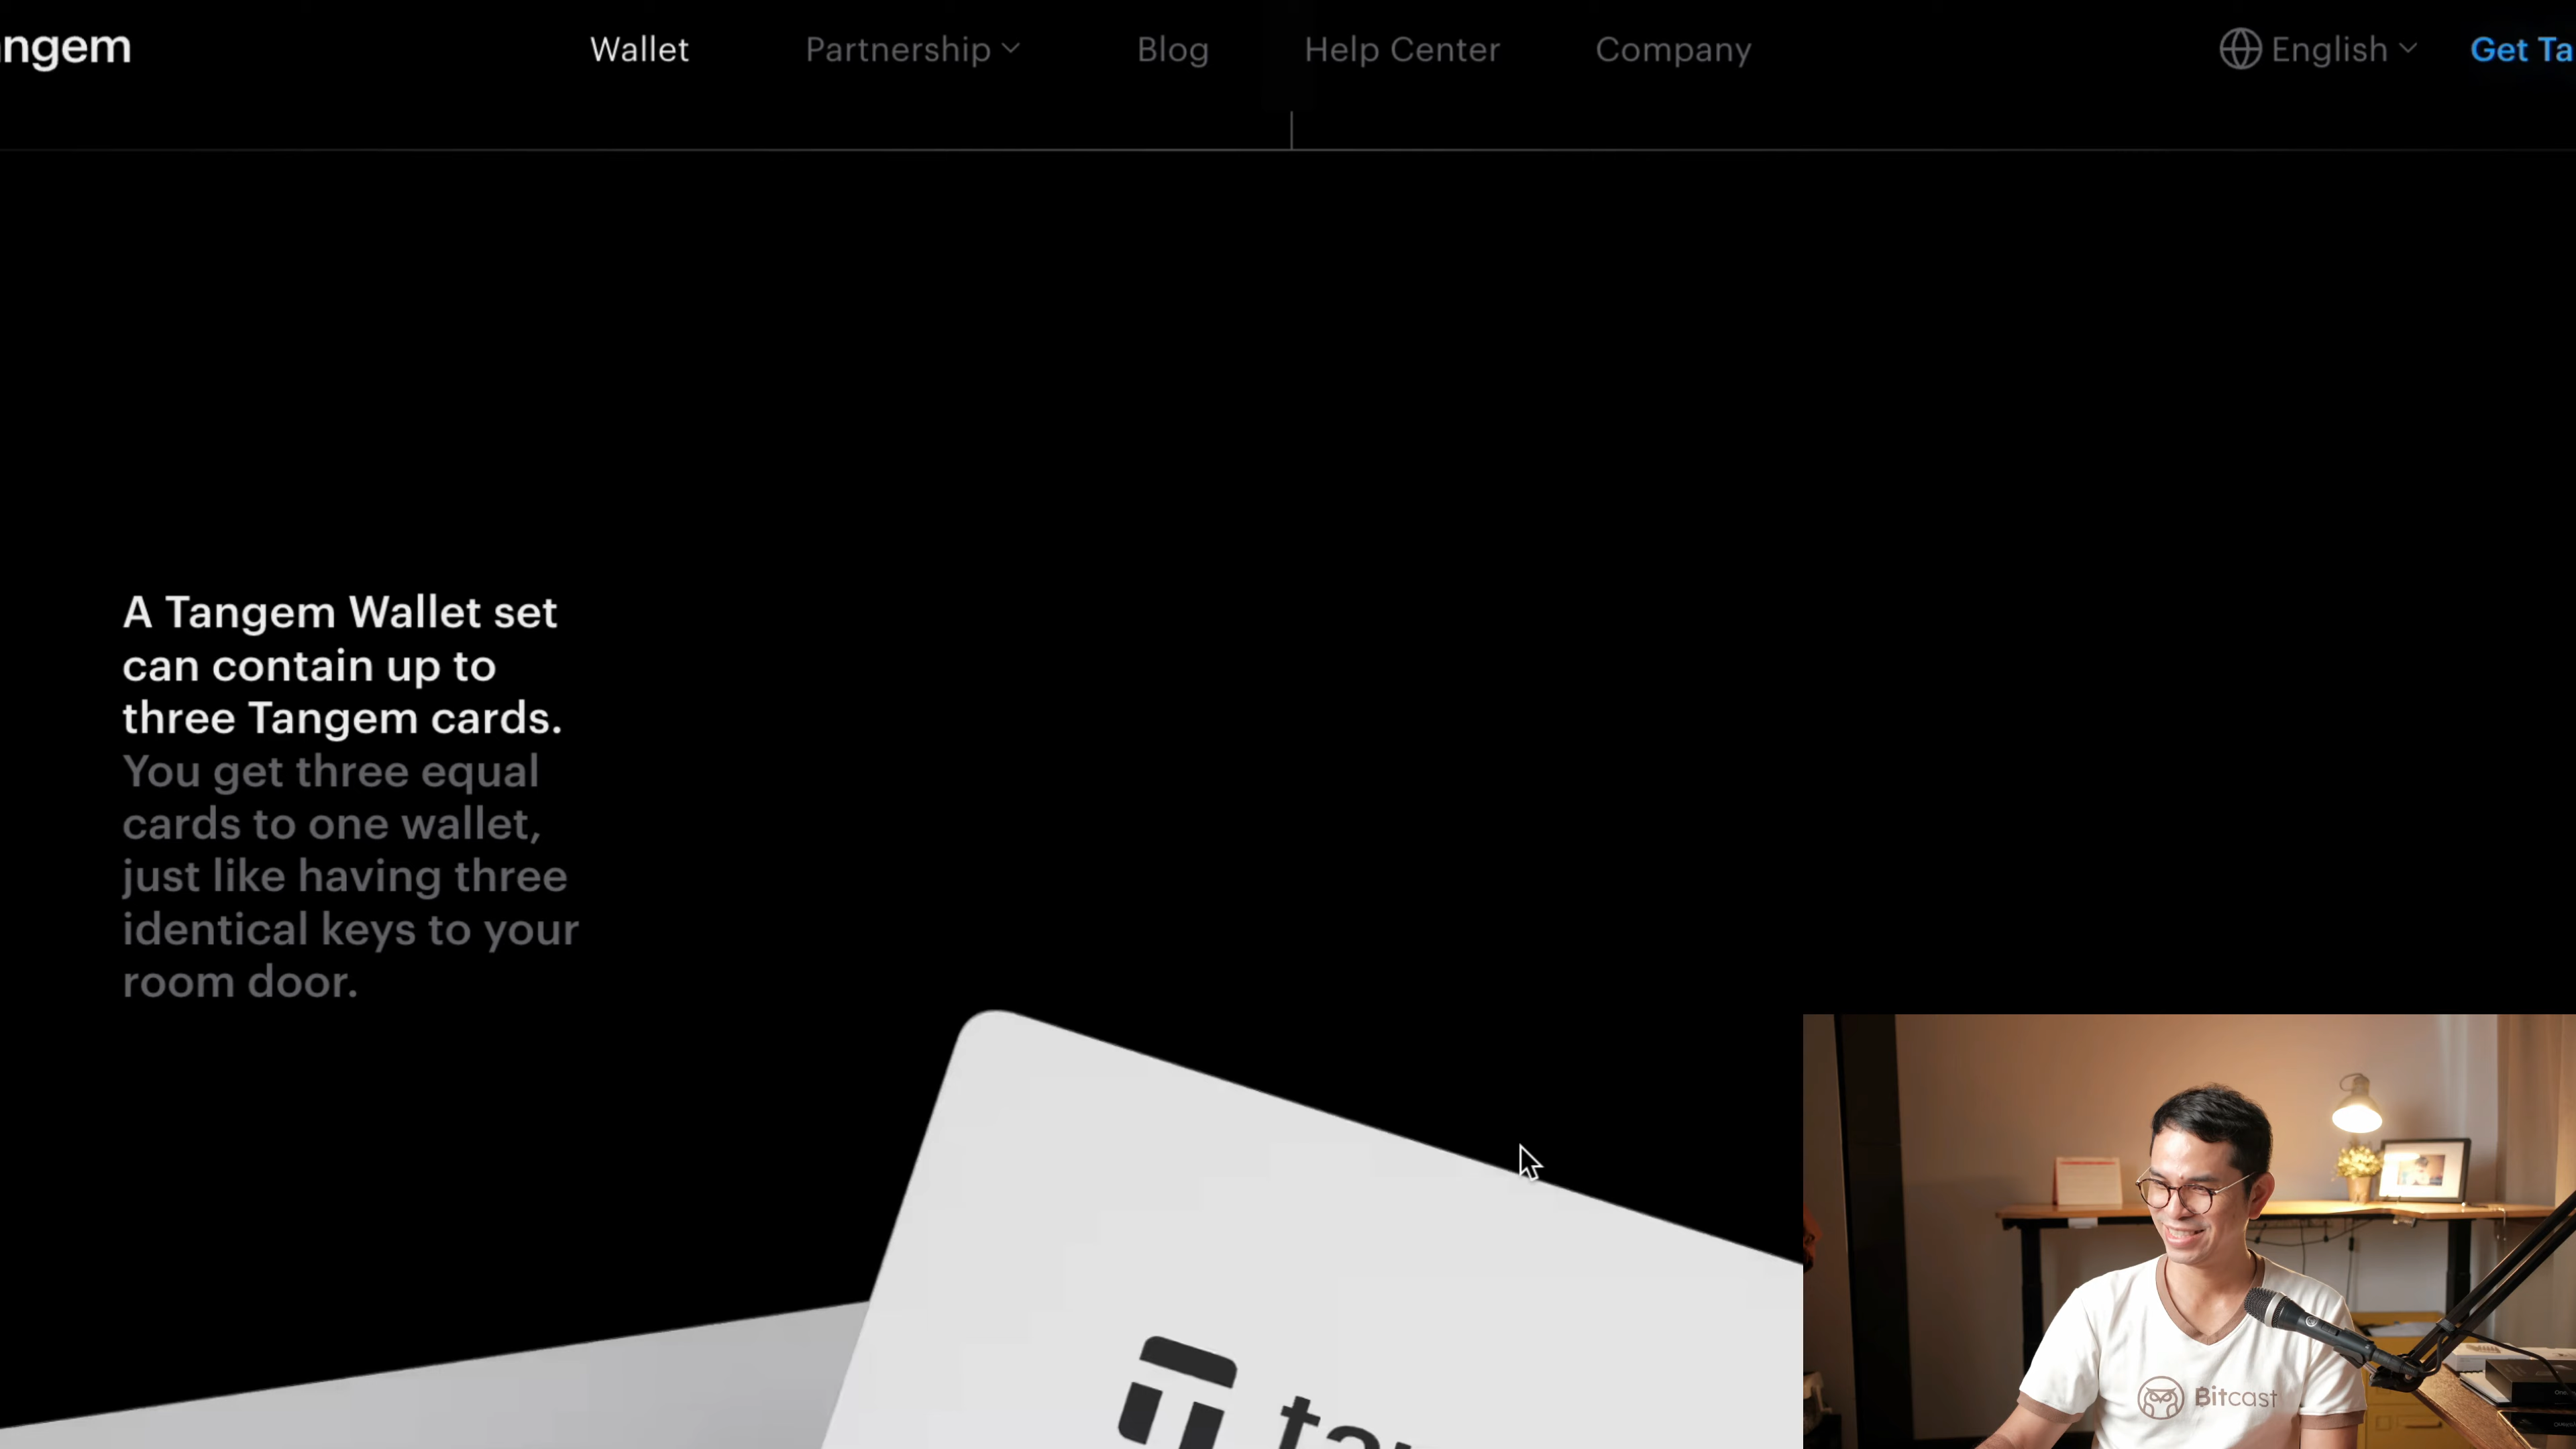 ngem
Wallet
Partnership
Blog
Help Center
Company
English
Get Ta
A Tangem Wallet set
can contain up to
three Tangem cards.
You get three equal
cards to one wallet,
just like having three
identical keys to your
room door.
Bitcast